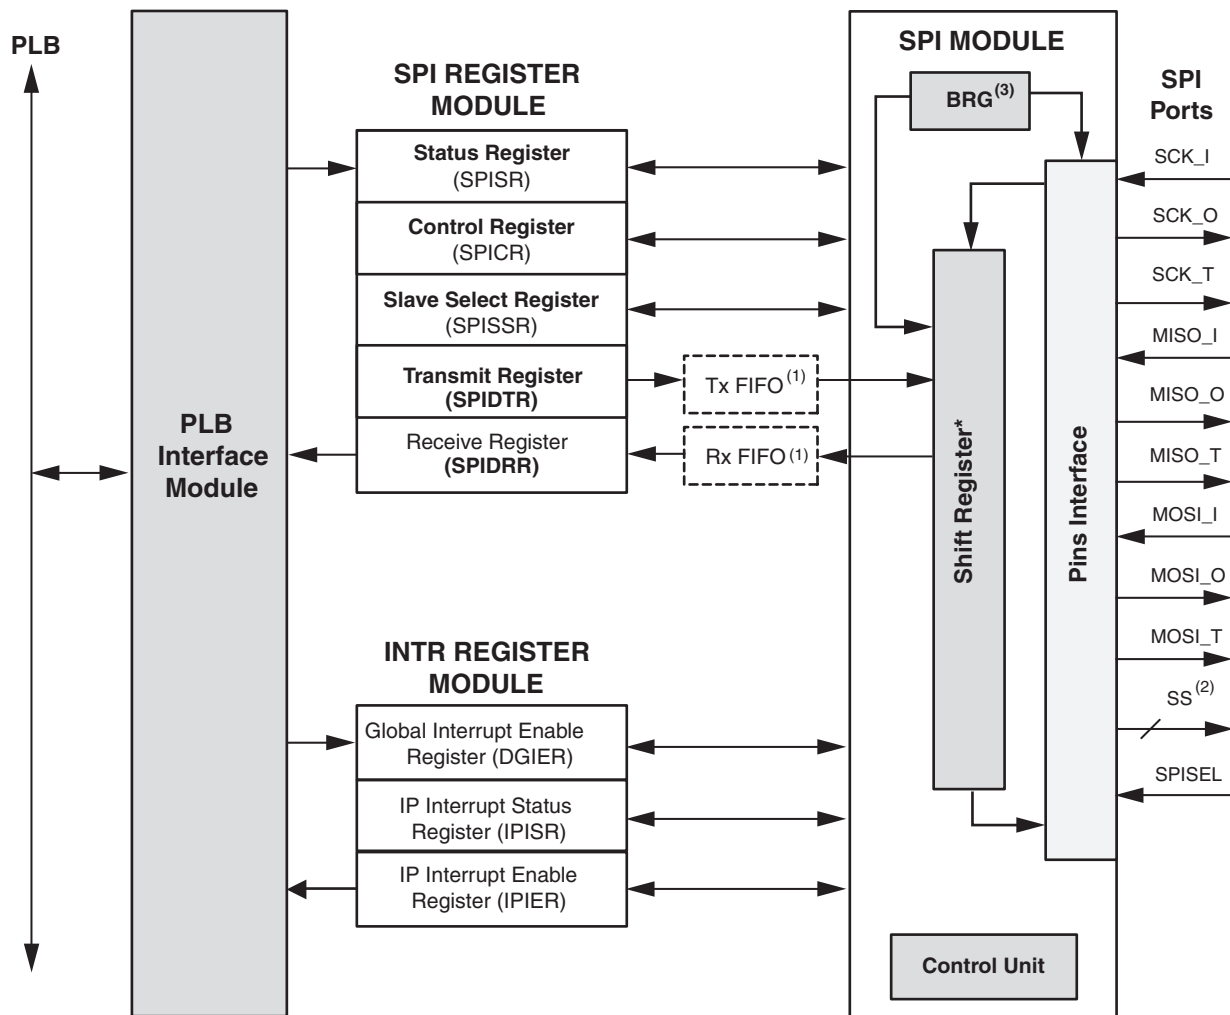 PLB
PLB
Interface
Module
SPI REGISTER
MODULE
Status Register
(SPISR)
Control Register
(SPICR)
Slave Select Register
(SPISSR)
Transmit Register
(SPIDTR)
Receive Register
(SPIDRR)
Tx FIFO(1)
Rx FIFO(1)
INTR REGISTER
MODULE
Global Interrupt Enable
Register (DGIER)
IP Interrupt Status
Register (IPISR)
IP Interrupt Enable
Register (IPIER)
SPI MODULE
BRG(3)
Shift Register*
Pins Interface
Control Unit
SPI
Ports
SCK_I
SCK_O
SCK_T
MISO_I
MISO_O
MISO_T
MOSI_I
MOSI_O
MOSI_T
SS(2)
SPISEL